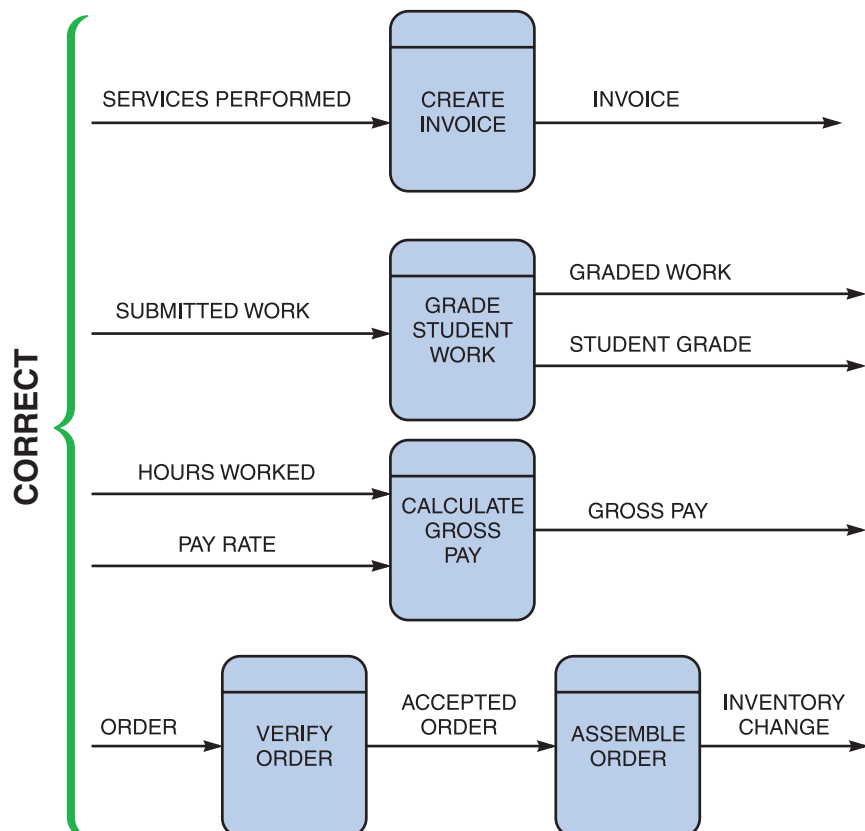 CORRECT
SERVICES PERFORMED
CREATE
INVOICE
INVOICE
SUBMITTED WORK
GRADE
STUDENT
WORK
GRADED WORK
STUDENT GRADE
HOURS WORKED
PAY RATE
CALCULATE
GROSS
PAY
GROSS PAY
ORDER
VERIFY
ORDER
ACCEPTED
ORDER
ASSEMBLE
ORDER
INVENTORY
CHANGE